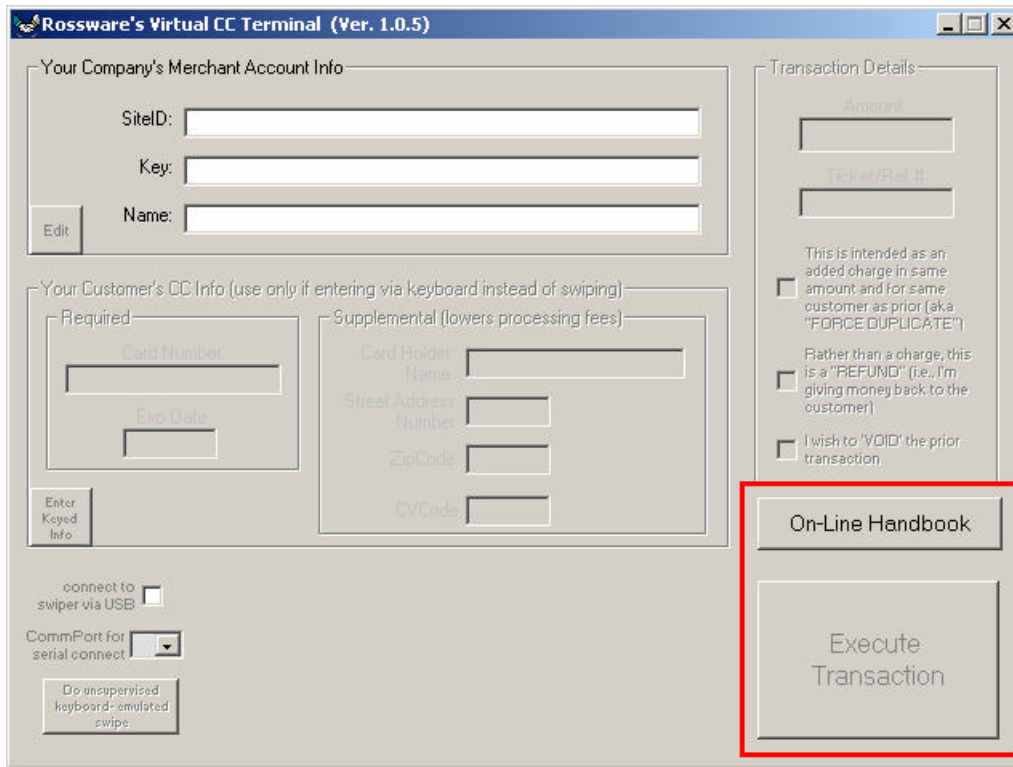 Rossware's Virtual CC Terminal (Ver. 1.0.5)
Your Company's Merchant Account Info
SiteID:
Key:
Name:
Edit
Your Customer's CC Info (use only if entering via keyboard instead of swiping)
Required
Card Number
Exp Date
Enter
Keyed
Info
Supplemental (lowers processing fees)
Card Holder
Name
Street Address
Number
ZipCode
CVCode
connect to
swiper via USB
CommPort for
serial connect
Do unsupervised
keyboard- emulated
swipe
Transaction Details
Amount
Ticket/Ref #
This is intended as an
added charge in same
amount and for same
customer as prior (aka
"FORCE DUPLICATE")
Rather than a charge, this
is a "REFUND" (i.e., I'm
giving money back to the
customer)
I wish to 'VOID' the prior
transaction
On-Line Handbook
Execute
Transaction